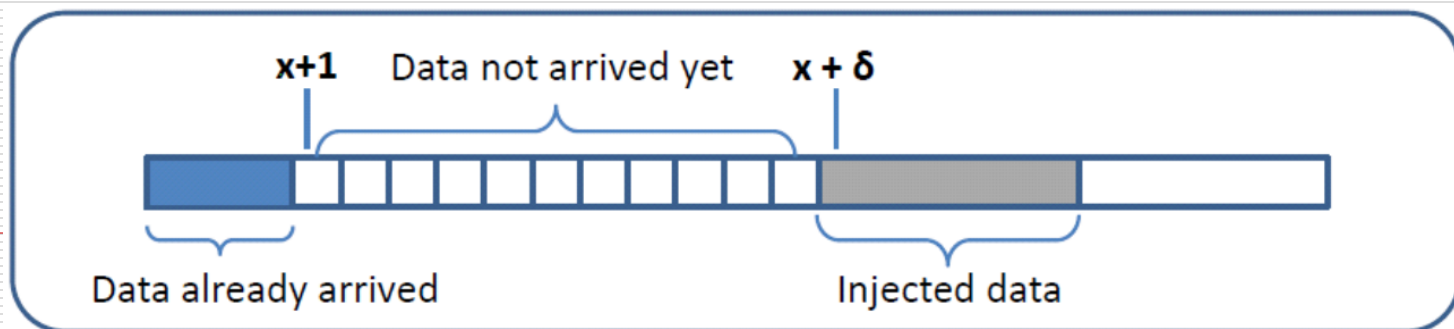 x+1 Data not arrived yet x + δ
Data already arrived Injected data